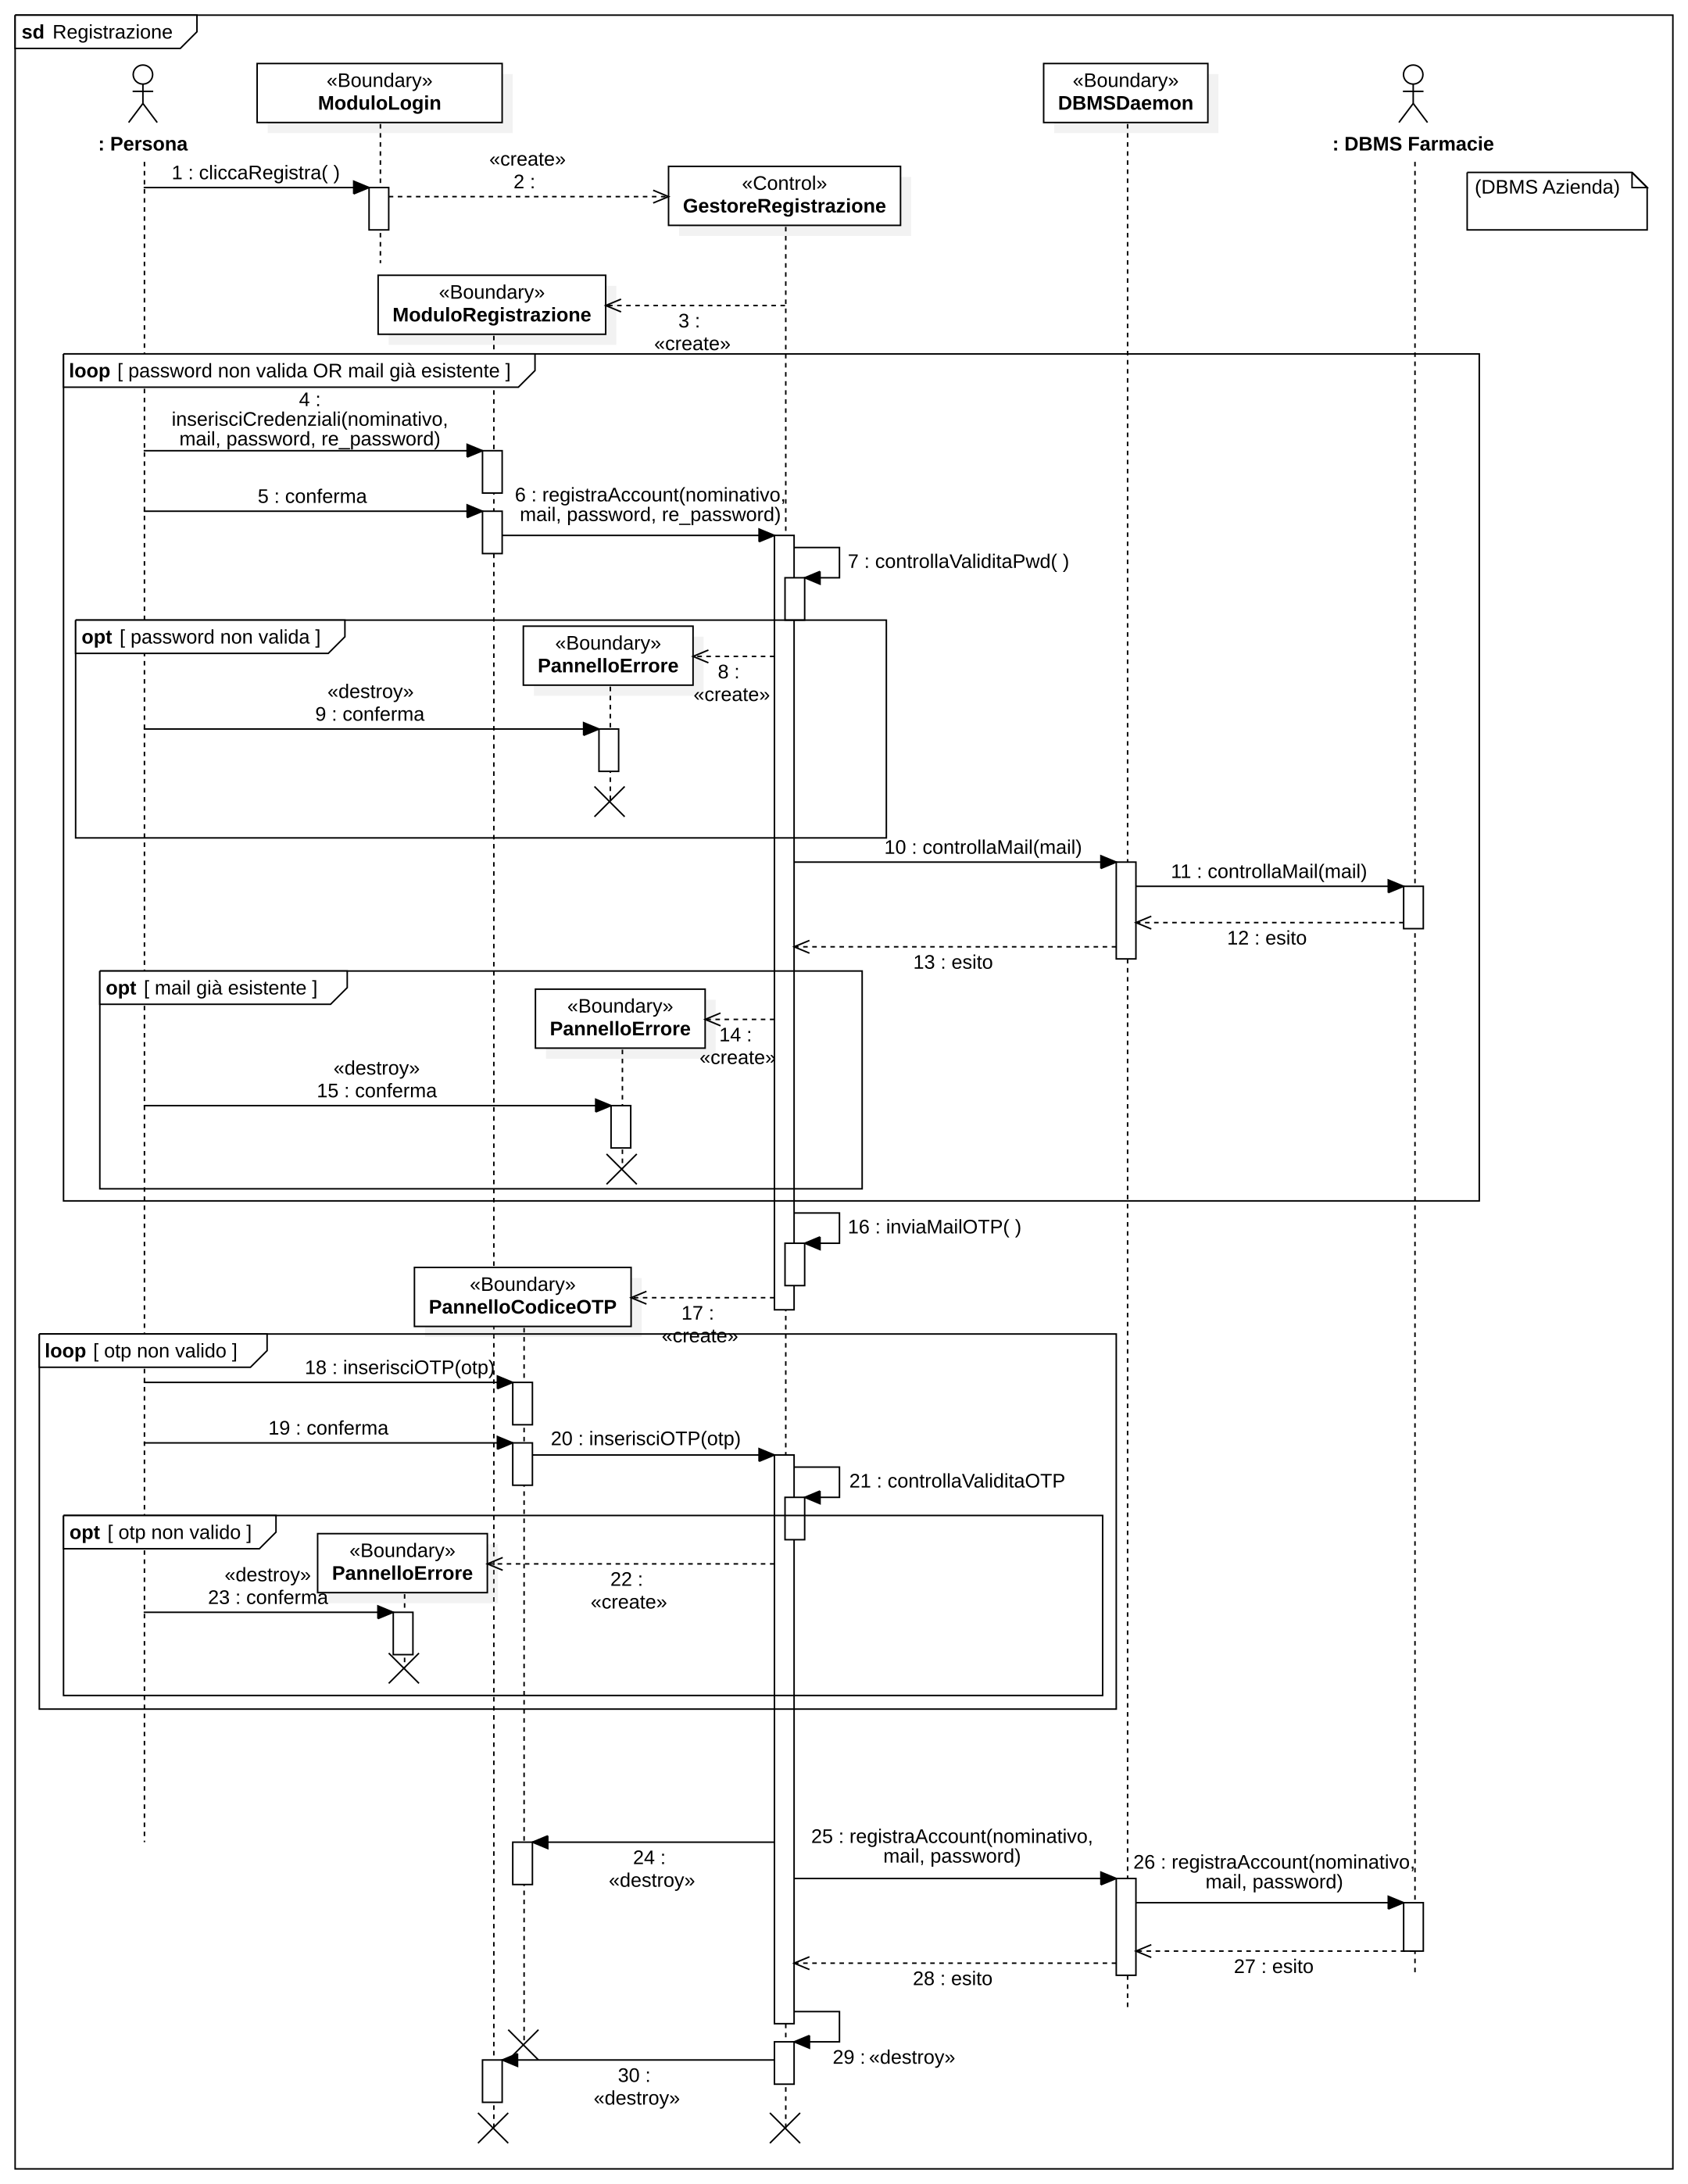 sd Registrazione
«Boundary»
ModuloLogin
«Boundary»
DBMSDaemon
: Persona
: DBMS Farmacie
1 : cliccaRegistra( )
«create»
2 :
«Control»
GestoreRegistrazione
(DBMS Azienda)
«Boundary»
ModuloRegistrazione
3 :
«create»
loop [ password non valida OR mail già esistente ]
4 :
inserisciCredenziali(nominativo,
mail, password, re_password)
5 : conferma
6 : registraAccount(nominativo,
mail, password, re_password)
7 : controllaValiditaPwd( )
opt [ password non valida ]
«Boundary»
PannelloErrore
8 :
«create»
«destroy»
9 : conferma
10 : controllaMail(mail)
11 : controllaMail(mail)
12 : esito
13 : esito
opt [ mail già esistente ]
«Boundary»
PannelloErrore
14 :
«create»
«destroy»
15 : conferma
16 : inviaMailOTP( )
«Boundary»
PannelloCodiceOTP
17 :
«create»
loop [ otp non valido ]
18 : inserisciOTP(otp)
19 : conferma
20 : inserisciOTP(otp)
21 : controllaValiditaOTP
opt [ otp non valido ]
«Boundary»
PannelloErrore
22 :
«create»
«destroy»
23 : conferma
24 :
«destroy»
25 : registraAccount(nominativo,
mail, password)
26 : registraAccount(nominativo,
mail, password)
27 : esito
28 : esito
29 : «destroy»
30 :
«destroy»